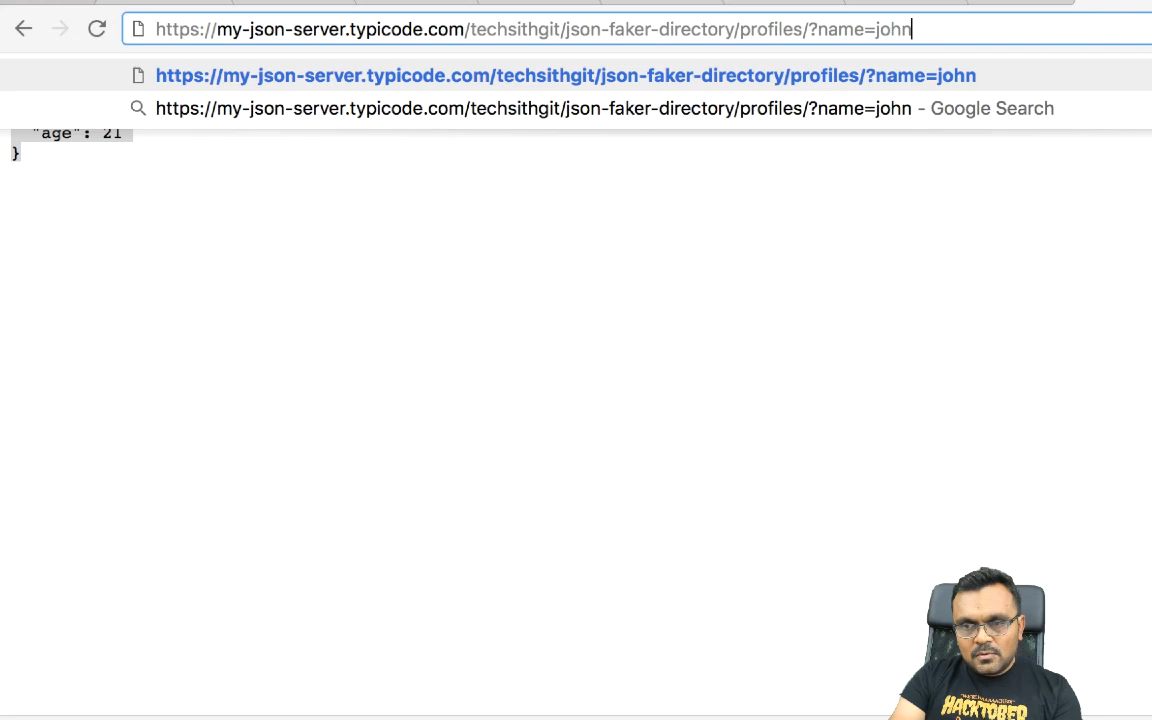 https://my-json-server.typicode.com/techsithgit/json-faker-directory/profiles/?name=john
https://my-json-server.typicode.com/techsithgit/json-faker-directory/profiles/?name=john
https://my-json-server.typicode.com/techsithgit/json-faker-directory/profiles/?name=john - Google Search
"age": 21
}
HACKTOBER